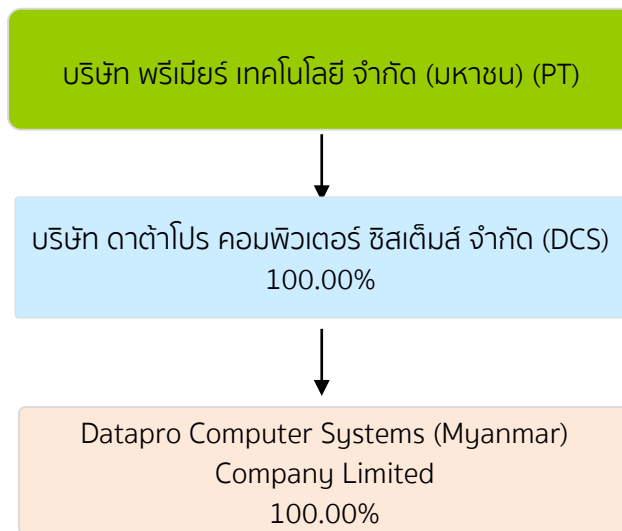 บริษัท พรีเมียร์ เทคโนโลยี จำกัด (มหาชน) (PT)
บริษัท ดาต้าโปร คอมพิวเตอร์ ซิสเต็มส์ จำกัด (DCS)
100.00%
Datapro Computer Systems (Myanmar)
Company Limited
100.00%